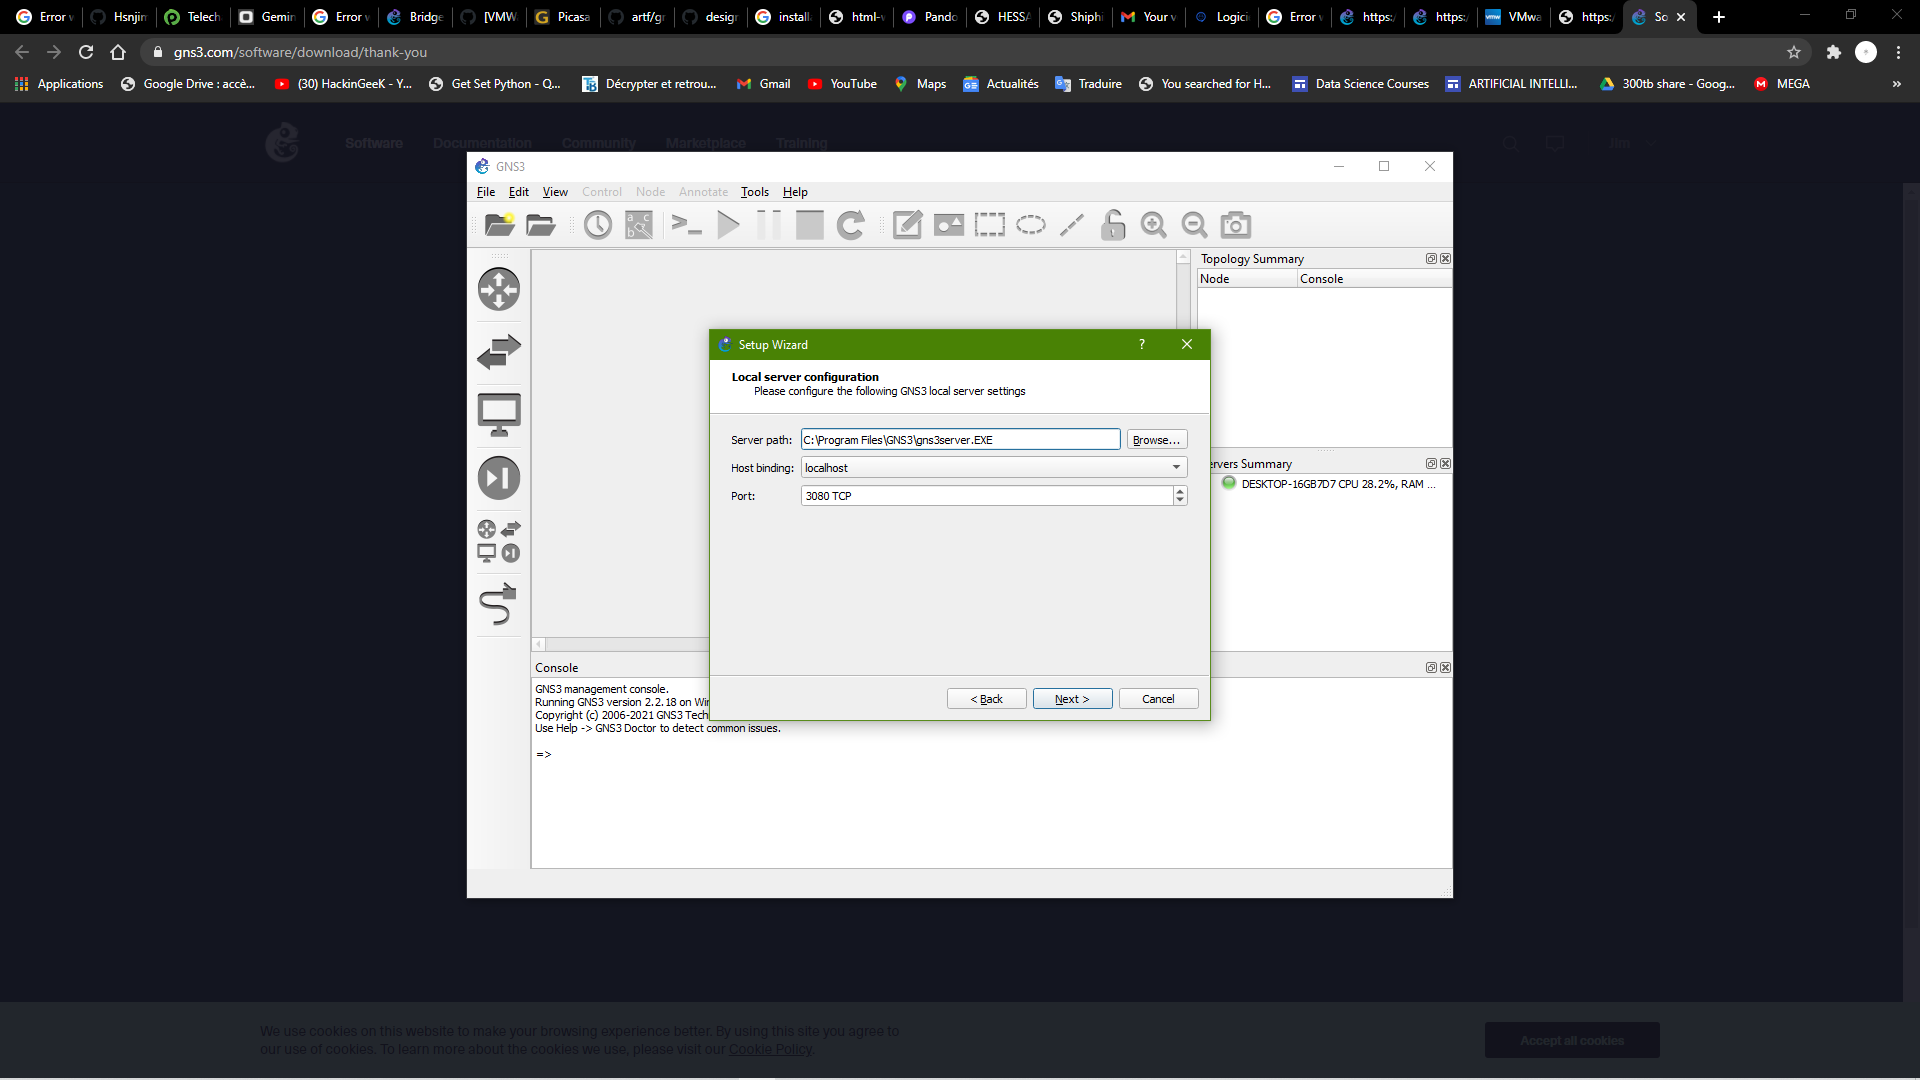 Error v
Hsnjim
Telech
Gemin
Error v
Bridge
[VMW
Picasa
artf/gr
design
install
html-v
Pando
HESSA
Shiphi
Your v
Logicie
Error v
https:/
https:/
VMwa
https:/
So
gns3.com/software/download/thank-you
Applications
Google Drive : accè...
(30) HackinGeeK - Y...
Get Set Python - Q...
Décrypter et retrou...
Gmail
YouTube
Maps
Actualités
Traduire
You searched for H...
Data Science Courses
ARTIFICIAL INTELLI...
300tb share - Goog...
MEGA
»
Software Documentation Community Marketplace Training
Jim
GNS3
File Edit View Control Node Annotate Tools Help
Topology Summary
Node Console
Setup Wizard
Local server configuration
Please configure the following GNS3 local server settings
Server path: C:\Program Files\GNS3\gns3server.EXE Browse...
Host binding: localhost
Port: 3080 TCP
< Back Next > Cancel
ervers Summary
DESKTOP-16GB7D7 CPU 28.2%, RAM ...
Console
GNS3 management console.
Running GNS3 version 2.2.18 on Wir
Copyright (c) 2006-2021 GNS3 Tech
Use Help -> GNS3 Doctor to detect common issues.
=>
We use cookies on this website to make your browsing experience better. By using this site you agree to
our use of cookies. To learn more about the cookies we use, please visit our Cookie Policy.
Accept all cookies